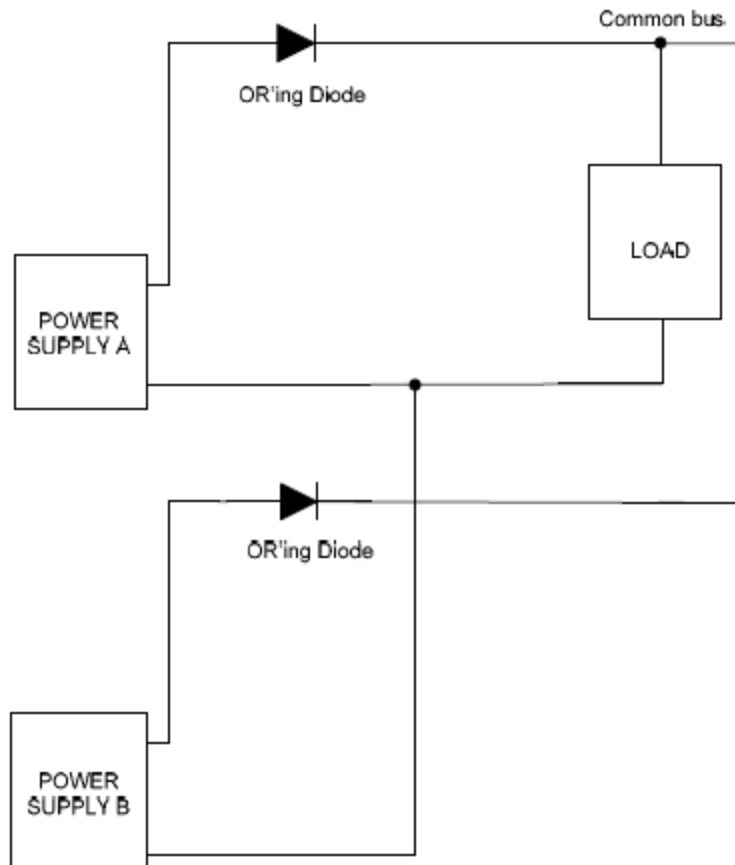 Common bus
OR'ing Diode
LOAD
POWER
SUPPLY A
OR'ing Diode
POWER
SUPPLY B